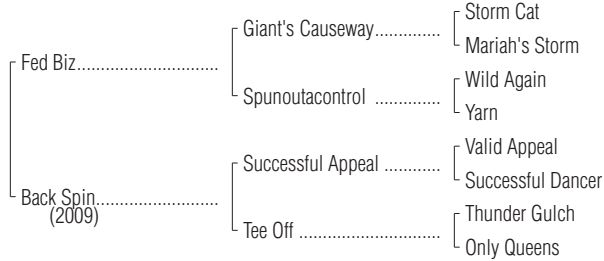 Storm Cat
Giant's Causeway..............
Mariah's Storm
Fed Biz..............................
Wild Again
Spunoutacontrol ..............
Yarn
Valid Appeal
Successful Appeal ............
Successful Dancer
Back Spin..........................
(2009)
Thunder Gulch
Tee Off ..............................
Only Queens